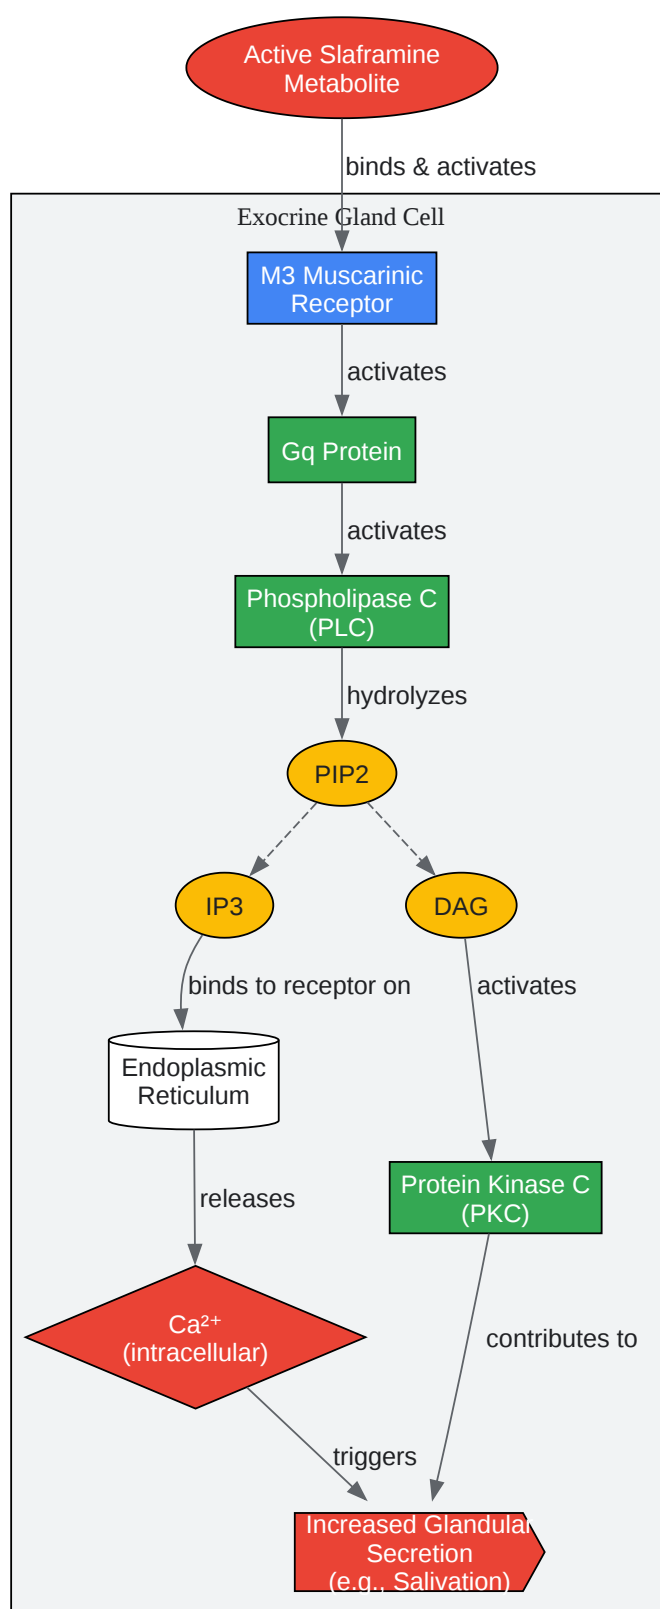 Active Slaframine
Metabolite
binds & activates
Exocrine Gland Cell
M3 Muscarinic
Receptor
activates
Gq Protein
activates
Phospholipase C
(PLC)
hydrolyzes
PIP2
IP3
DAG
binds to receptor on
activates
Endoplasmic
Reticulum
releases
Protein Kinase C
(PKC)
Ca²⁺
(intracellular)
contributes to
triggers
Increased Glandular
Secretion
(e.g., Salivation)